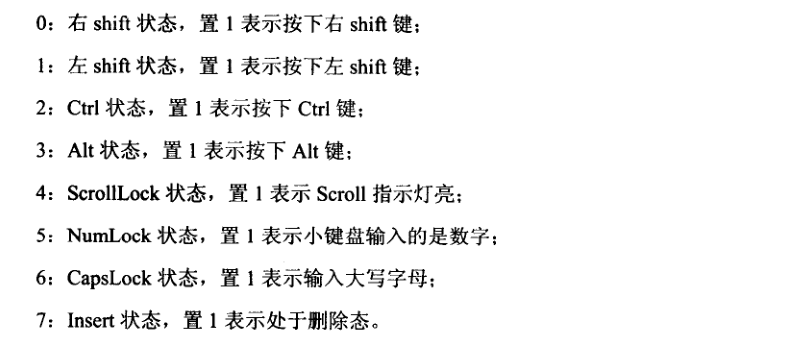 0：右 shift 状态，置 1 表示按下右 shift 键；
1：左 shift 状态，置 1 表示按下左 shift 键；
2：Ctrl 状态，置 1 表示按下 Ctrl 键；
3：Alt 状态，置 1 表示按下 Alt 键；
4：ScrollLock 状态，置 1 表示 Scroll 指示灯亮；
5：NumLock 状态，置 1 表示小键盘输入的是数字；
6：CapsLock 状态，置 1 表示输入大写字母；
7：Insert 状态，置 1 表示处于删除态。